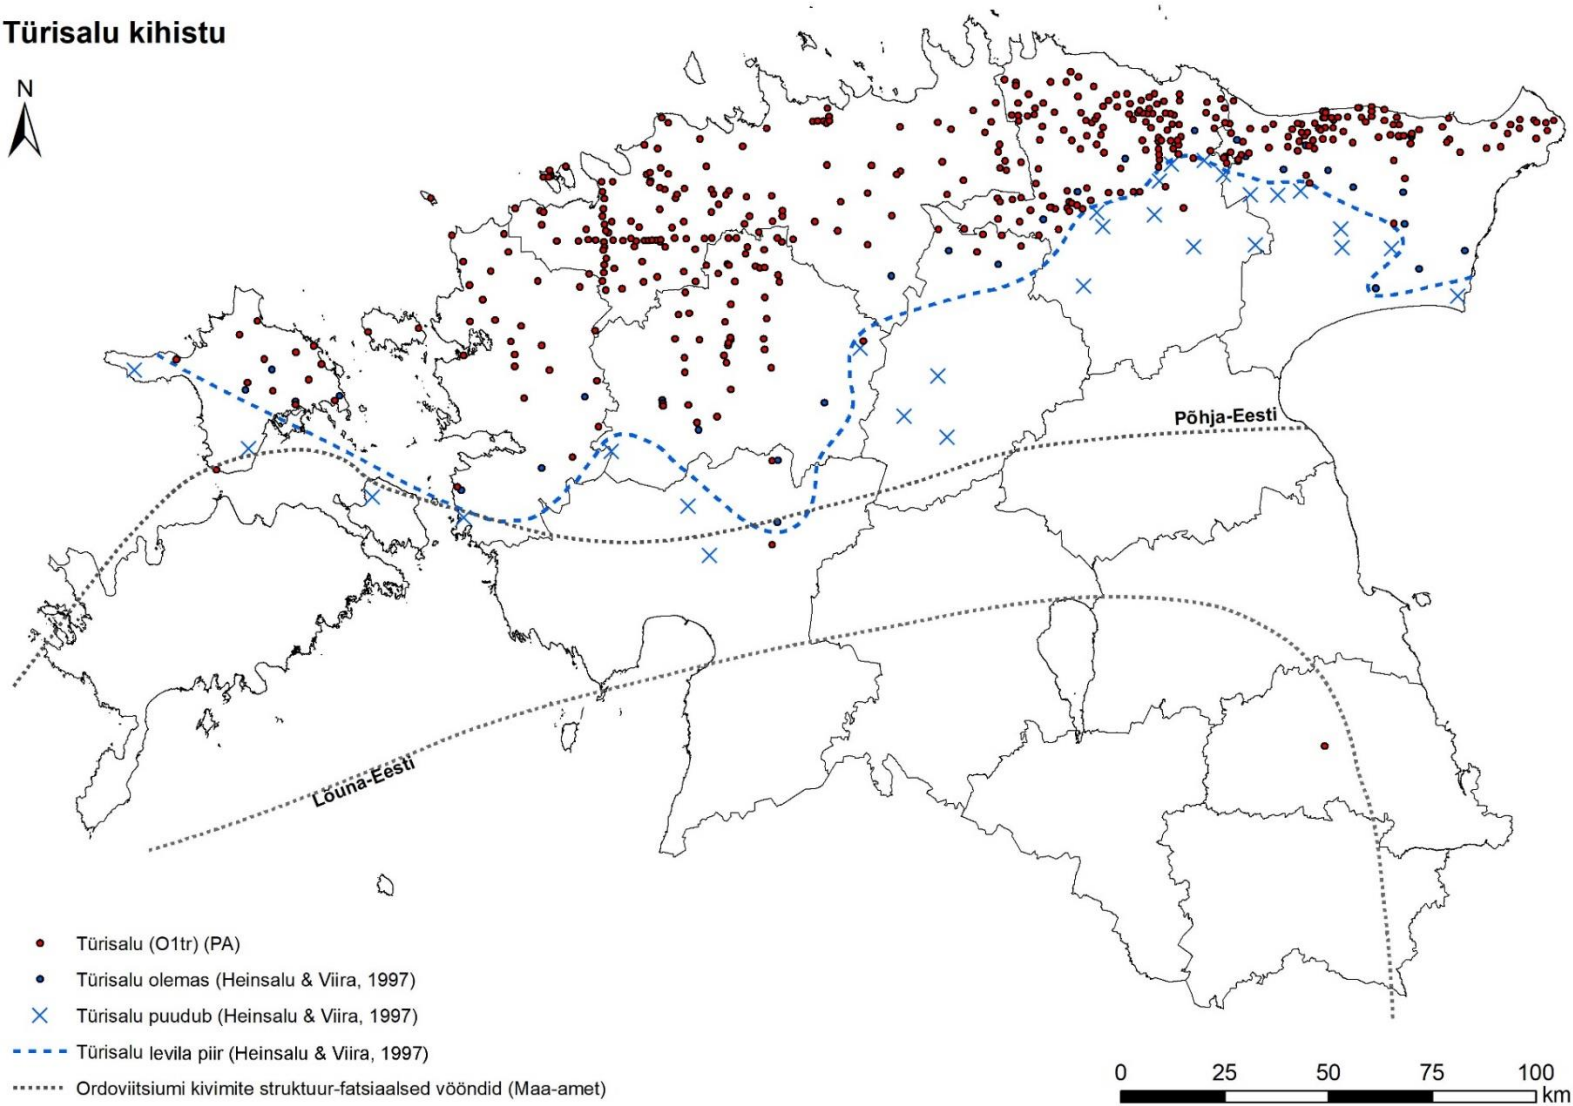 Türisalu kihistu
N
Põhja-Eesti
Lõuna-Eesti
Türisalu (O1tr) (PA)
Türisalu olemas (Heinsalu & Viira, 1997)
Türisalu puudub (Heinsalu & Viira, 1997)
Türisalu levila piir (Heinsalu & Viira, 1997)
Ordoviitsiumi kivimite struktuur-fatsiaalsed vööndid (Maa-amet)
0 25 50 75 100
km